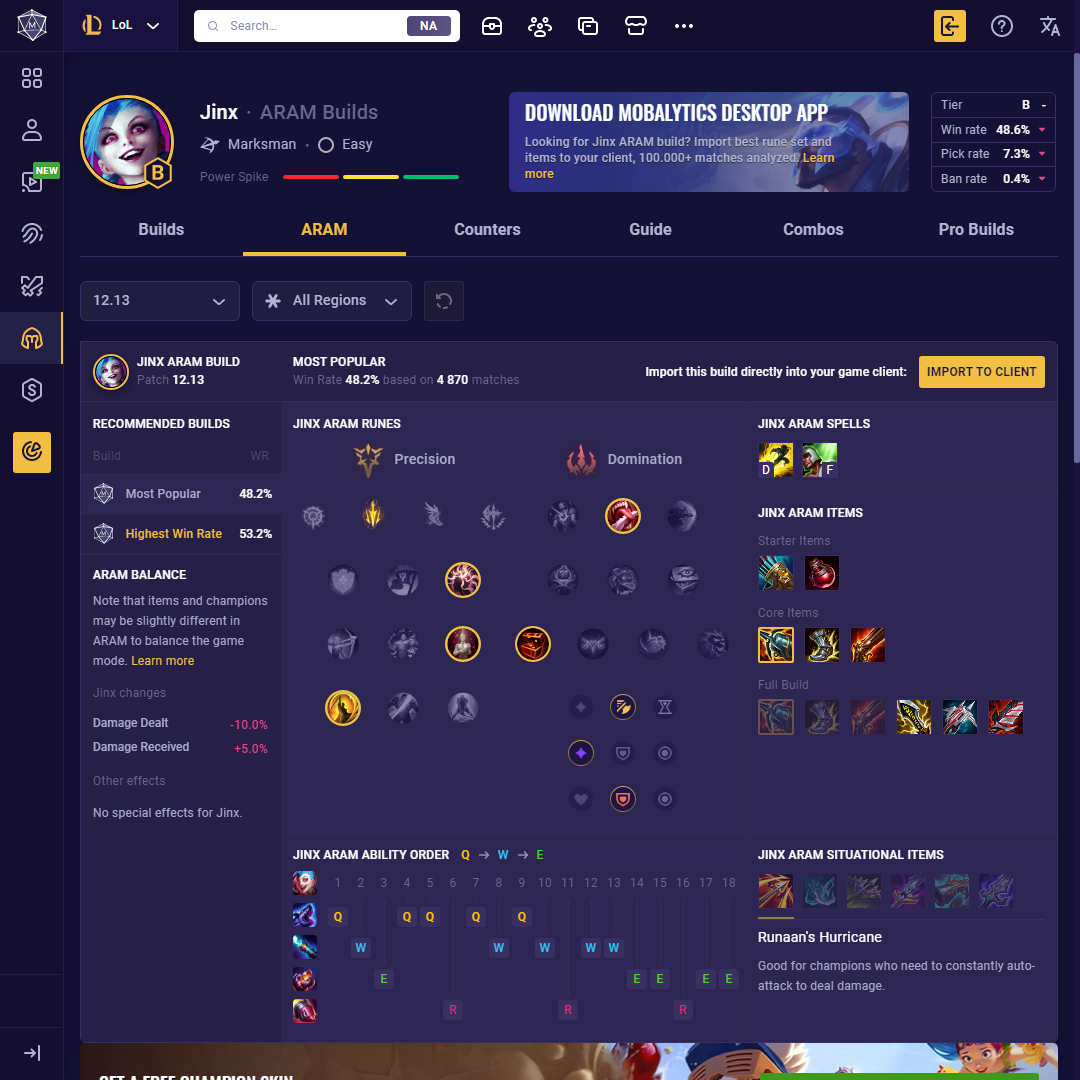 LoL
Search...
NA
NEW
Jinx · ARAM Builds
Marksman · Easy
Power Spike
B
DOWNLOAD MOBALYTICS DESKTOP APP
Looking for Jinx ARAM build? Import best rune set and
items to your client, 100.000+ matches analyzed. Learn
more
Tier B -
Win rate 48.6%
Pick rate 7.3%
Ban rate 0.4%
Builds ARAM Counters Guide Combos Pro Builds
12.13
All Regions
JINX ARAM BUILD
Patch 12.13
MOST POPULAR
Win Rate 48.2% based on 4 870 matches
Import this build directly into your game client:
IMPORT TO CLIENT
RECOMMENDED BUILDS
Build WR
Most Popular 48.2%
Highest Win Rate 53.2%
ARAM BALANCE
Note that items and champions
may be slightly different in
ARAM to balance the game
mode. Learn more
Jinx changes
Damage Dealt -10.0%
Damage Received +5.0%
Other effects
No special effects for Jinx.
JINX ARAM RUNES
Precision
Domination
JINX ARAM SPELLS
D F
JINX ARAM ITEMS
Starter Items
Core Items
Full Build
JINX ARAM ABILITY ORDER Q → W → E
1 2 3 4 5 6 7 8 9 10 11 12 13 14 15 16 17 18
Q Q Q Q Q
W W W W W
E E E E E
R R R
JINX ARAM SITUATIONAL ITEMS
Runaan's Hurricane
Good for champions who need to constantly auto-
attack to deal damage.
GET A FREE CHAMPION SKIN